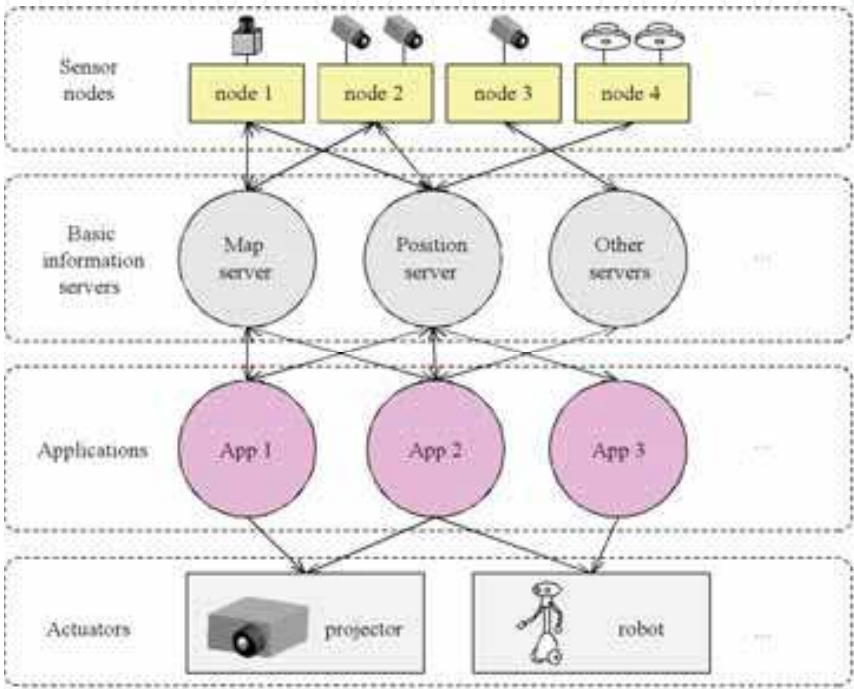 Sensor
nodes
node 1
node 2
node 3
node 4
...
Basic
information
servers
Map
server
Position
server
Other
servers
...
Applications
App 1
App 2
App 3
...
Actuators
projector
robot
...